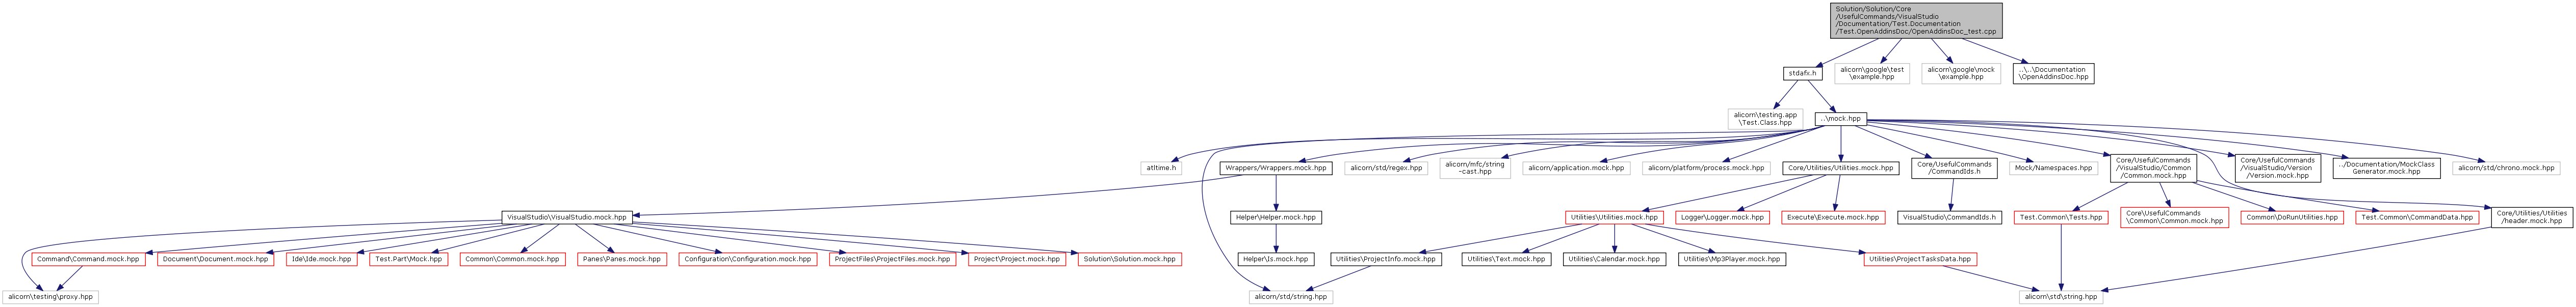 Solution/Solution/Core
/UsefulCommands/VisualStudio
/Documentation/Test.Documentation
/Test.OpenAddinsDoc/OpenAddinsDoc_test.cpp
stdafx.h
alicorn\google\test
\example.hpp
alicorn\google\mock
\example.hpp
..\..\Documentation
\OpenAddinsDoc.hpp
alicorn\testing.app
\Test.Class.hpp
..\mock.hpp
atltime.h
Wrappers/Wrappers.mock.hpp
alicorn/std/regex.hpp
alicorn/mfc/string
-cast.hpp
alicorn/application.mock.hpp
alicorn/platform/process.mock.hpp
Core/Utilities/Utilities.mock.hpp
Core/UsefulCommands
/CommandIds.h
Mock/Namespaces.hpp
Core/UsefulCommands
/VisualStudio/Common
/Common.mock.hpp
Core/UsefulCommands
/VisualStudio/Version
/Version.mock.hpp
../Documentation/MockClass
Generator.mock.hpp
alicorn/std/chrono.mock.hpp
VisualStudio\VisualStudio.mock.hpp
Helper\Helper.mock.hpp
Utilities\Utilities.mock.hpp
Logger\Logger.mock.hpp
Execute\Execute.mock.hpp
VisualStudio\CommandIds.h
Test.Common\Tests.hpp
Core\UsefulCommands
\Common\Common.mock.hpp
Common\DoRunUtilities.hpp
Test.Common\CommandData.hpp
Core/Utilities/Utilities
/header.mock.hpp
Command\Command.mock.hpp
Document\Document.mock.hpp
Ide\Ide.mock.hpp
Test.Part\Mock.hpp
Common\Common.mock.hpp
Panes\Panes.mock.hpp
Configuration\Configuration.mock.hpp
ProjectFiles\ProjectFiles.mock.hpp
Project\Project.mock.hpp
Solution\Solution.mock.hpp
Helper\Js.mock.hpp
Utilities\ProjectInfo.mock.hpp
Utilities\Text.mock.hpp
Utilities\Calendar.mock.hpp
Utilities\Mp3Player.mock.hpp
Utilities\ProjectTasksData.hpp
alicorn\testing\proxy.hpp
alicorn/std/string.hpp
alicorn\std\string.hpp